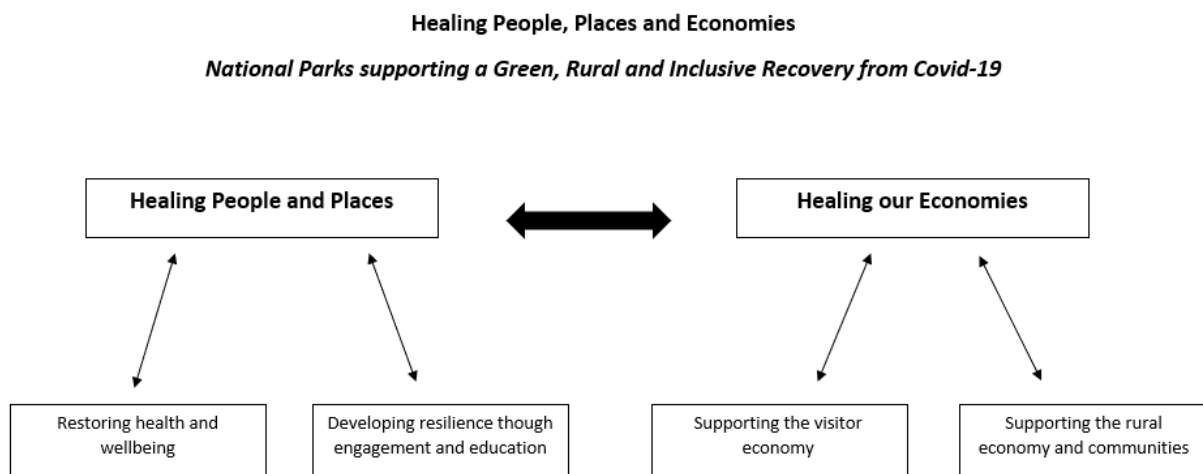 Healing People, Places and Economies
National Parks supporting a Green, Rural and Inclusive Recovery from Covid-19
Healing People and Places
Healing our Economies
Restoring health and
wellbeing
Developing resilience though
engagement and education
Supporting the visitor
economy
Supporting the rural
economy and communities